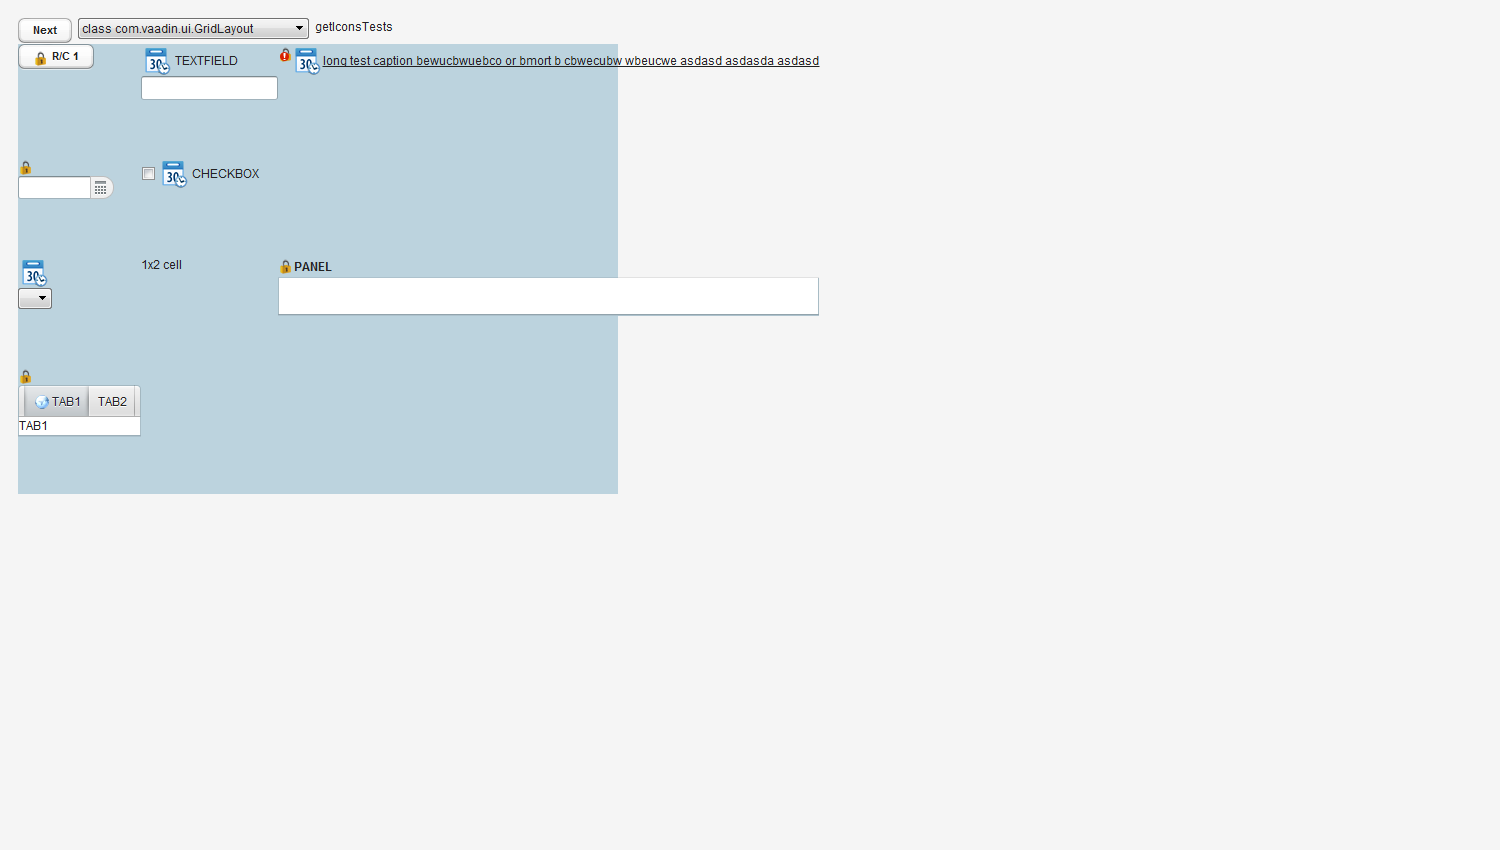 Next
class com.vaadin.ui.GridLayout
getIconsTests
R/C 1
30 TEXTFIELD
30 long test caption bewucbwuebco or bmort b cbwecubw wbeucwe asdasd asdasda asdasd
30 CHECKBOX
30
1x2 cell
PANEL
TAB1
TAB2
TAB1